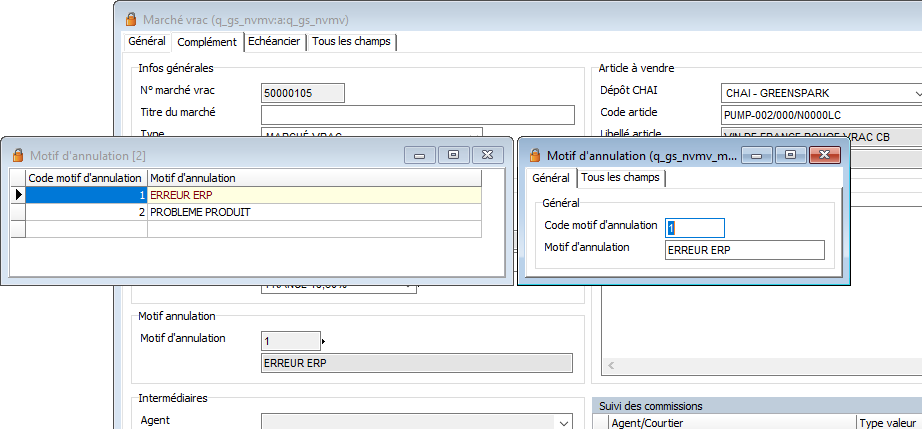 Marché vrac (q_gs_nvmv:a:q_gs_nvmv)
Général Complément Echéancier Tous les champs
Infos générales
N° marché vrac 50000105
Titre du marché
Type MARCHÉ VRAC
Article à vendre
Dépôt CHAI CHAI - GREENSPARK
Code article PUMP-002/000/N0000LC
Libellé article VIN DE FRANCE ROUGE VRAC CB
Motif d'annulation [2]
Code motif d'annulation Motif d'annulation
1 ERREUR ERP
2 PROBLEME PRODUIT
Motif d'annulation (q_gs_nvmv_m...
Général Tous les champs
Général
Code motif d'annulation 1
Motif d'annulation ERREUR ERP
Motif annulation
Motif d'annulation 1
ERREUR ERP
Intermédiaires
Agent
Suivi des commissions
Agent/Courtier Type valeur